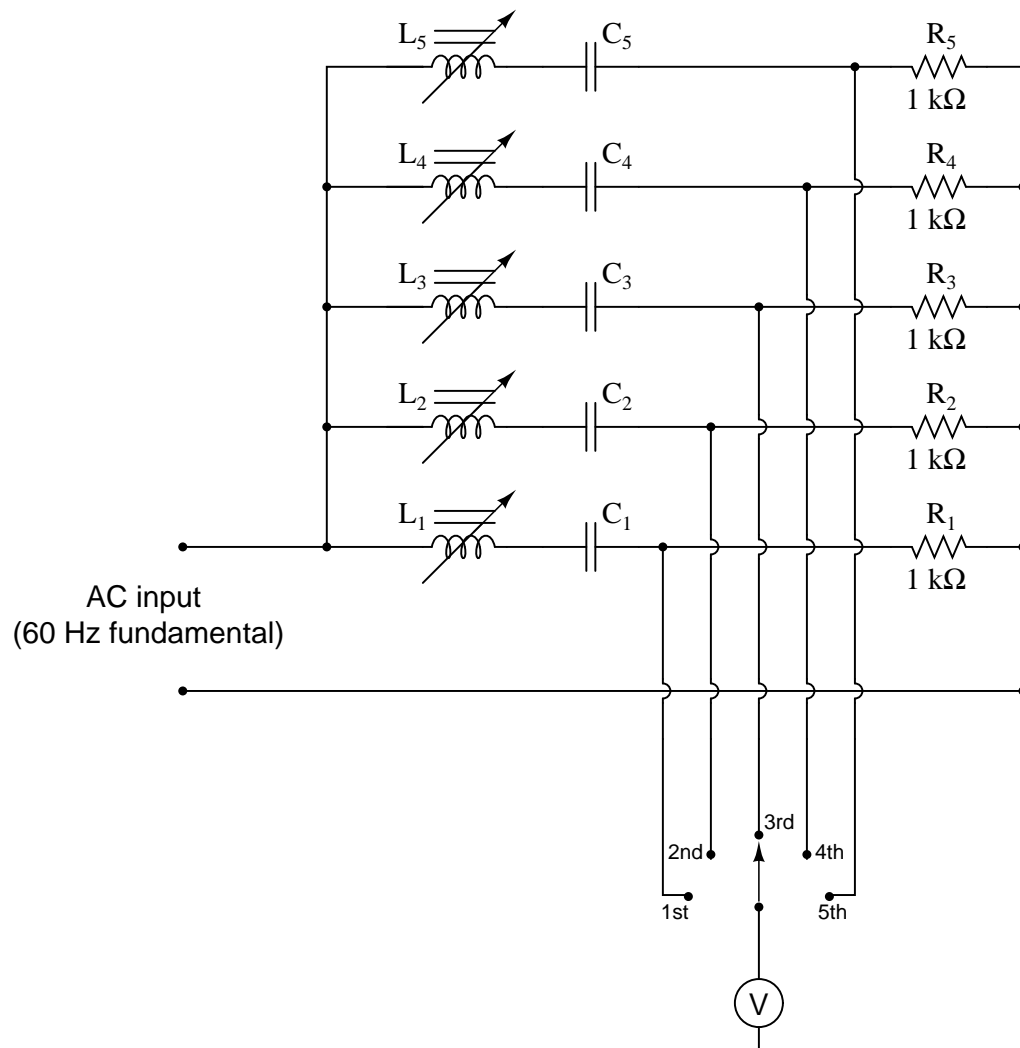 L5 C5 R5
1 kΩ
L4 C4 R4
1 kΩ
L3 C3 R3
1 kΩ
L2 C2 R2
1 kΩ
L1 C1 R1
1 kΩ
AC input
(60 Hz fundamental)
3rd
2nd 4th
1st 5th
V